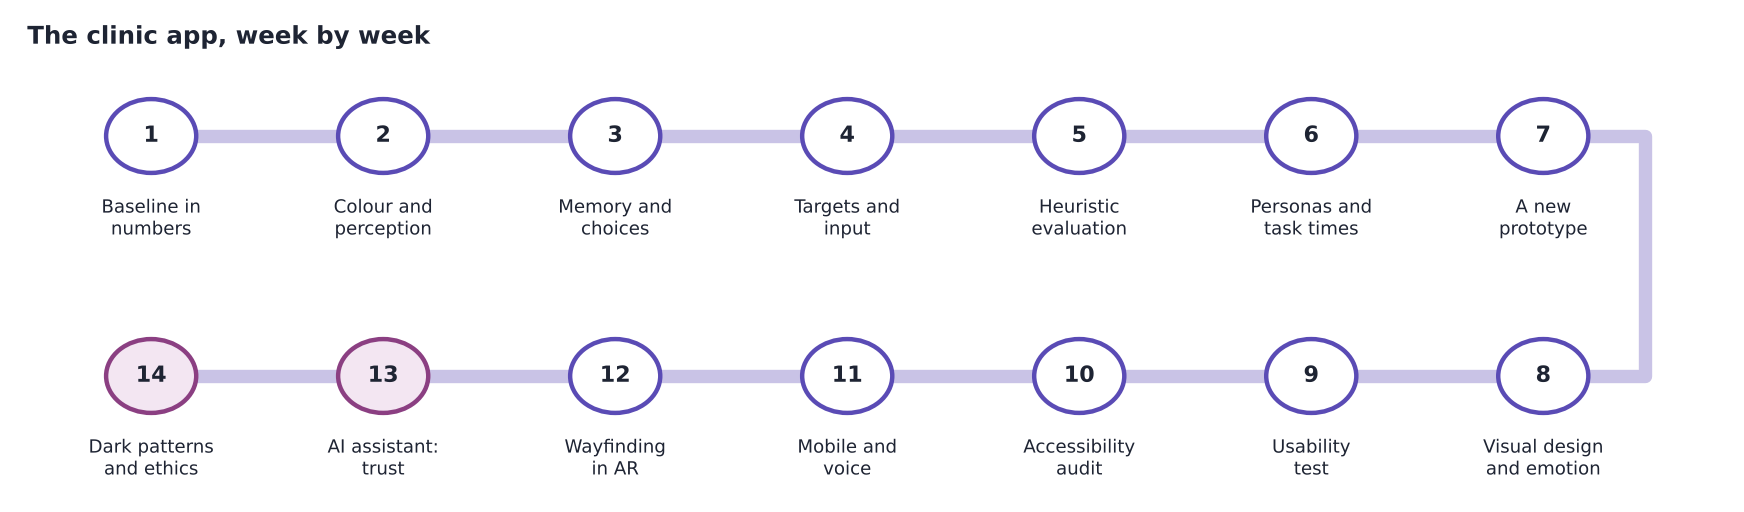 The clinic app, week by week
1
2
3
4
5
6
7
Baseline in
numbers
Colour and
perception
Memory and
choices
Targets and
input
Heuristic
evaluation
Personas and
task times
A new
prototype
14
13
12
11
10
9
8
Dark patterns
and ethics
AI assistant:
trust
Wayfinding
in AR
Mobile and
voice
Accessibility
audit
Usability
test
Visual design
and emotion